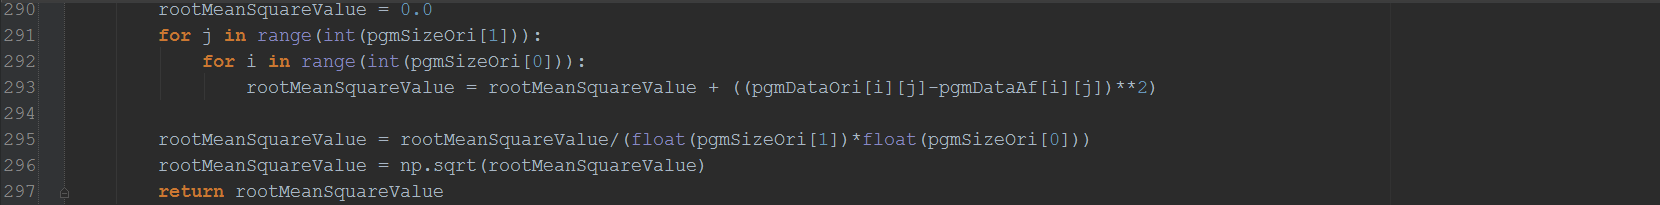 290 rootMeanSquareValue = 0.0
291 for j in range(int(pgmSizeOri[1])):
292 for i in range(int(pgmSizeOri[0])):
293 rootMeanSquareValue = rootMeanSquareValue + ((pgmDataOri[i][j]-pgmDataAf[i][j])**2)
294
295 rootMeanSquareValue = rootMeanSquareValue/(float(pgmSizeOri[1])*float(pgmSizeOri[0]))
296 rootMeanSquareValue = np.sqrt(rootMeanSquareValue)
297 return rootMeanSquareValue